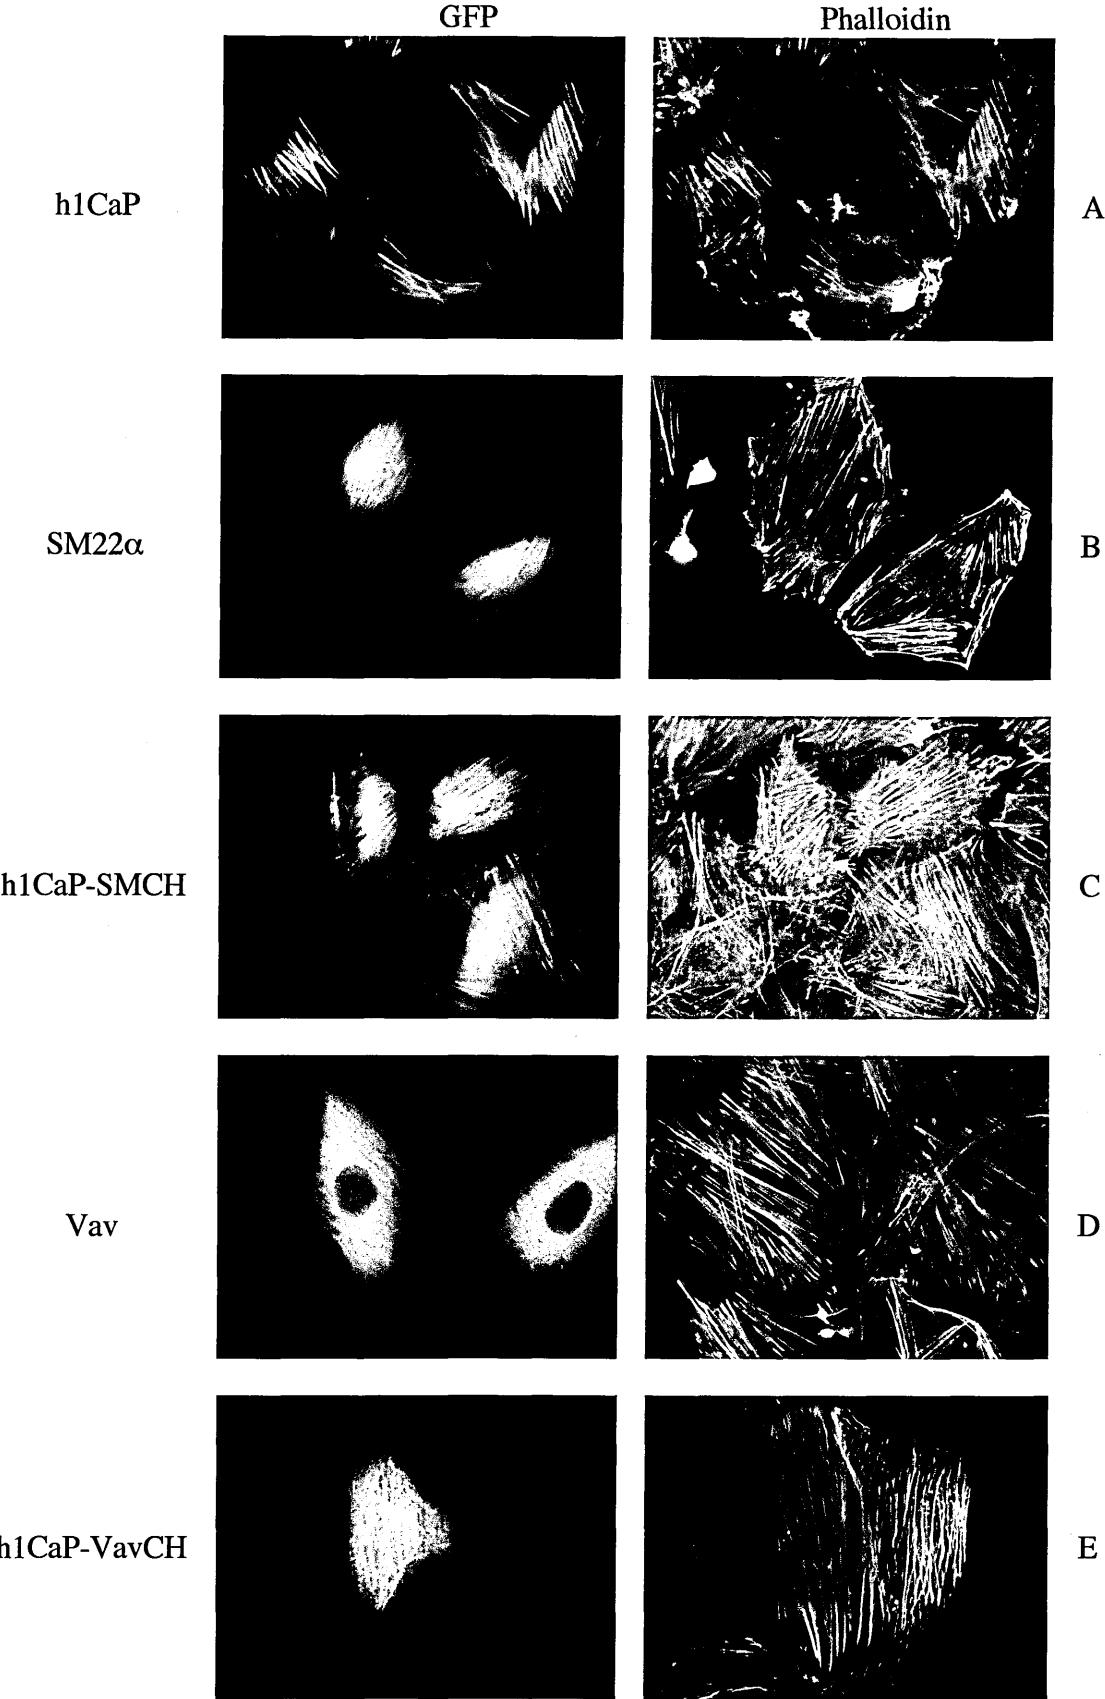 GFP Phalloidin
h1CaP A
SM22α B
h1CaP-SMCH C
Vav D
h1CaP-VavCH E